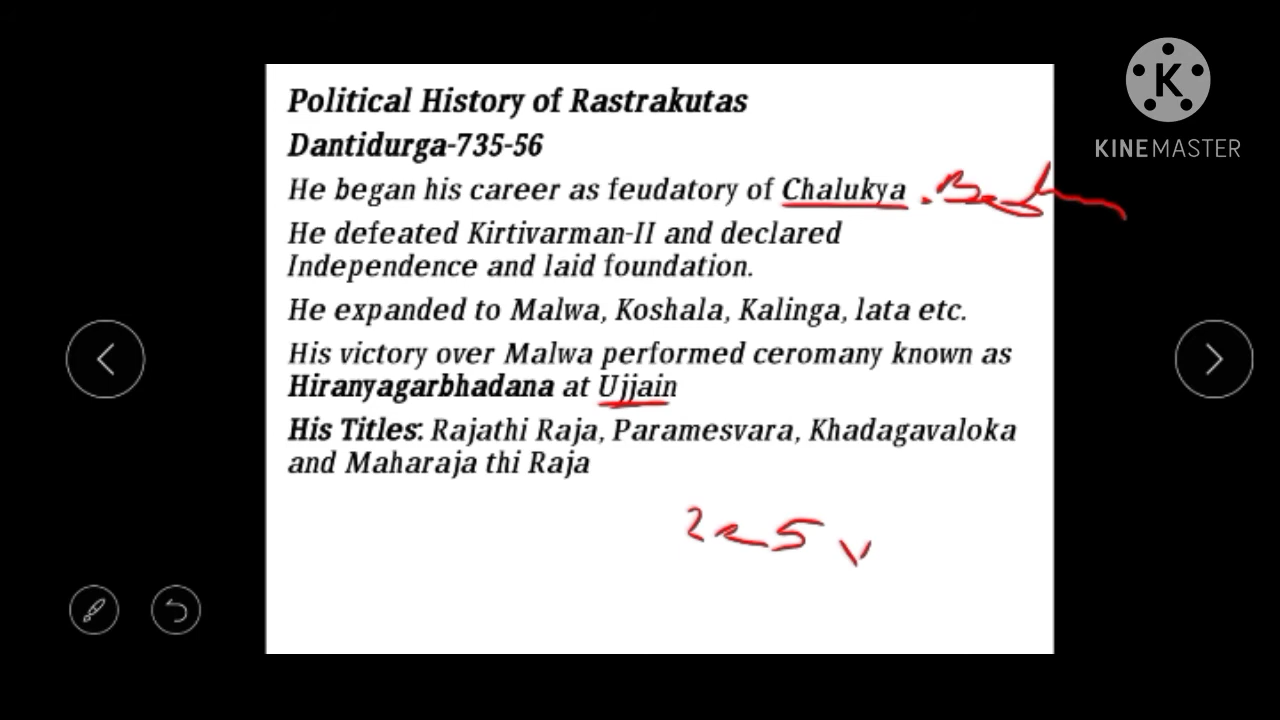 Political History of Rastrakutas
Dantidurga-735-56
He began his career as feudatory of Chalukya
He defeated Kirtivarman-II and declared
Independence and laid foundation.
He expanded to Malwa, Koshala, Kalinga, lata etc.
His victory over Malwa performed ceromany known as
Hiranyagarbhadana at Ujjain
His Titles: Rajathi Raja, Paramesvara, Khadagavaloka
and Maharaja thi Raja
K
KINEMASTER